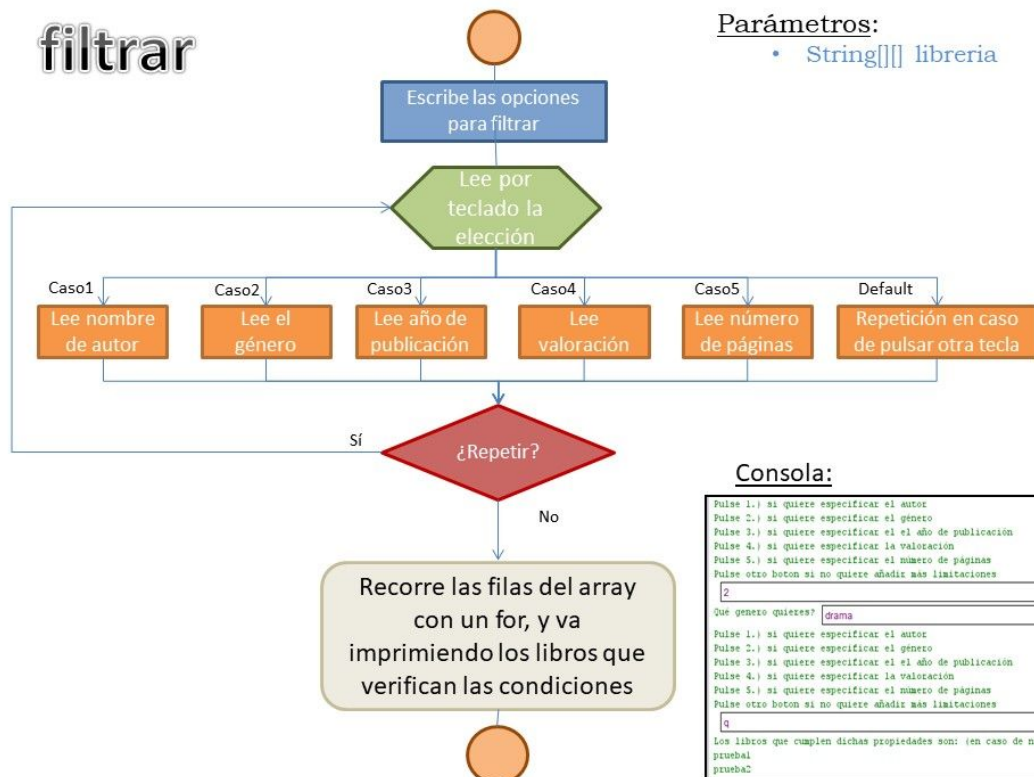 filtrar
Parámetros:
• String[][] libreria
Escribe las opciones
para filtrar
Lee por
teclado la
elección
Caso1
Caso2
Caso3
Caso4
Caso5
Default
Lee nombre
de autor
Lee el
género
Lee año de
publicación
Lee
valoración
Lee número
de páginas
Repetición en caso
de pulsar otra tecla
Sí
¿Repetir?
No
Recorre las filas del array
con un for, y va
imprimiendo los libros que
verifican las condiciones
Consola:
Pulse 1.) si quiere especificar el autor
Pulse 2.) si quiere especificar el género
Pulse 3.) si quiere especificar el el año de publicación
Pulse 4.) si quiere especificar la valoración
Pulse 5.) si quiere especificar el número de páginas
Pulse otro boton si no quiere añadir más limitaciones
2
Qué genero quieres? drama
Pulse 1.) si quiere especificar el autor
Pulse 2.) si quiere especificar el género
Pulse 3.) si quiere especificar el el año de publicación
Pulse 4.) si quiere especificar la valoración
Pulse 5.) si quiere especificar el número de páginas
Pulse otro boton si no quiere añadir más limitaciones
q
Los libros que cumplen dichas propiedades son: (en caso de n
prueba1
prueba2